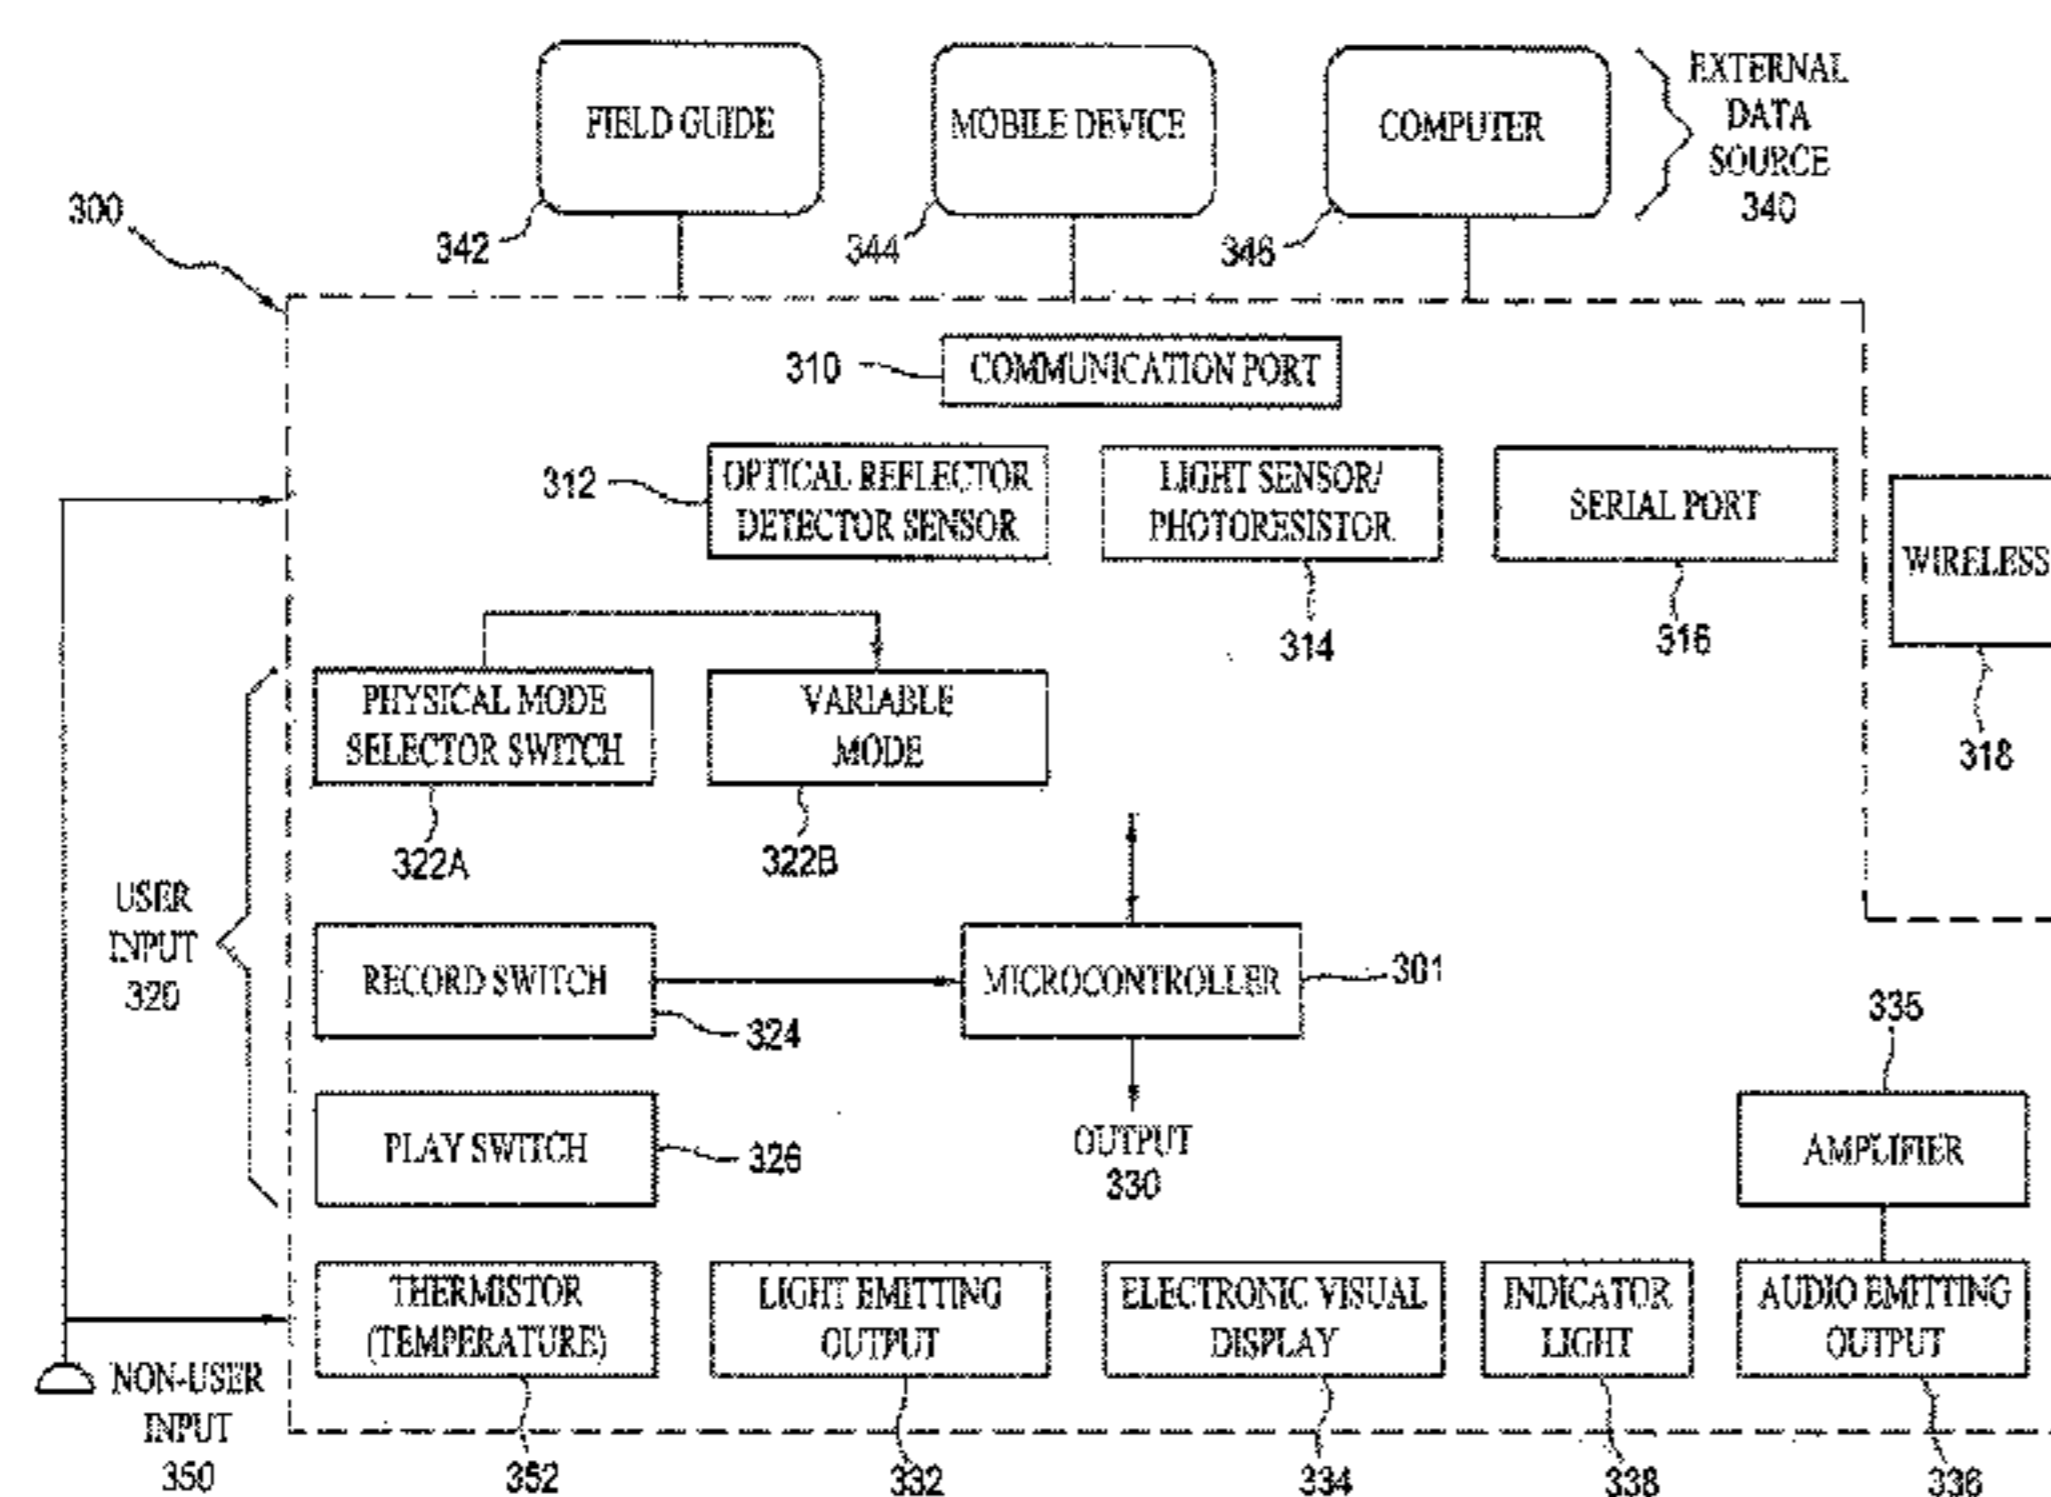 FIELD GUIDE
MOBILE DEVICE
COMPUTER
EXTERNAL
DATA
SOURCE
340
300
342
344
346
310
COMMUNICATION PORT
312
OPTICAL REFLECTOR
DETECTOR SENSOR
LIGHT SENSOR/
PHOTORESISTOR
SERIAL PORT
WIRELESS
314
316
318
PHYSICAL MODE
SELECTOR SWITCH
VARIABLE
MODE
322A
322B
USER
INPUT
320
RECORD SWITCH
324
MICROCONTROLLER
301
335
PLAY SWITCH
326
OUTPUT
330
AMPLIFIER
THERMISTOR
(TEMPERATURE)
LIGHT EMITTING
OUTPUT
ELECTRONIC VISUAL
DISPLAY
INDICATOR
LIGHT
AUDIO EMITTING
OUTPUT
NON-USER
INPUT
350
352
332
334
338
336